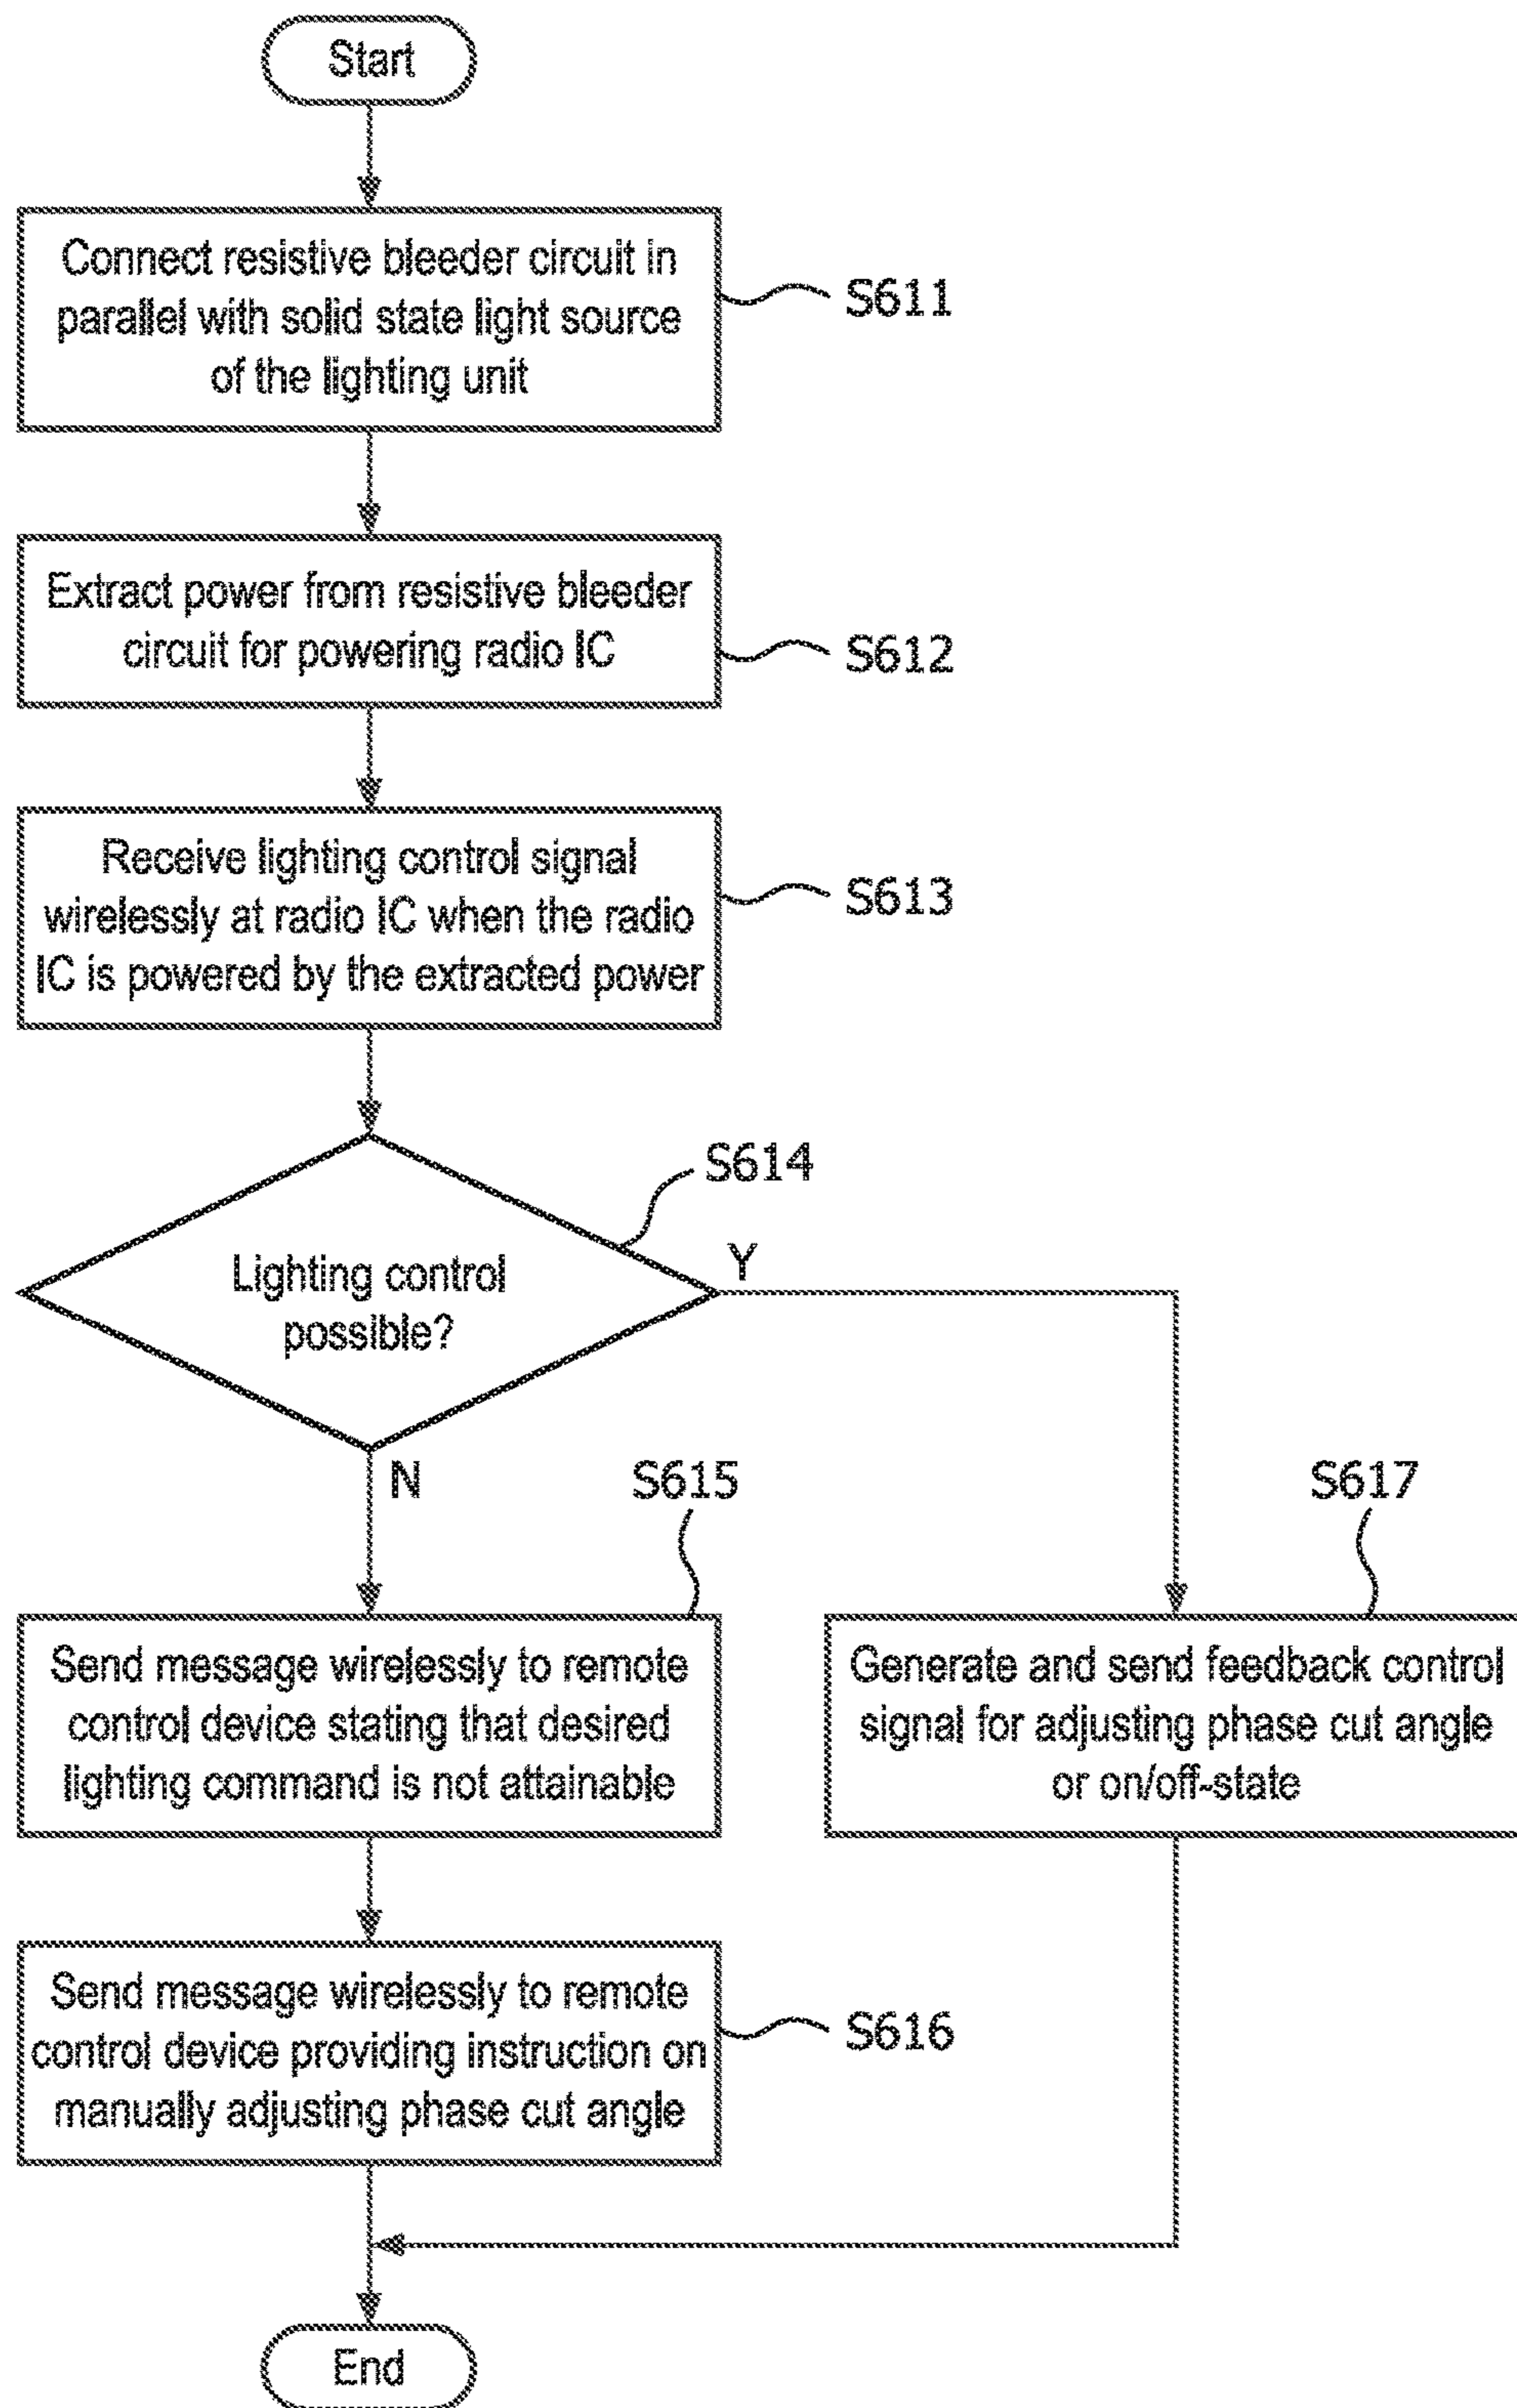 Start
Connect resistive bleeder circuit in
parallel with solid state light source
of the lighting unit
S611
Extract power from resistive bleeder
circuit for powering radio IC
S612
Receive lighting control signal
wirelessly at radio IC when the radio
IC is powered by the extracted power
S613
S614
Lighting control
possible?
Y
N
S615
Send message wirelessly to remote
control device stating that desired
lighting command is not attainable
S617
Generate and send feedback control
signal for adjusting phase cut angle
or on/off-state
Send message wirelessly to remote
control device providing instruction on
manually adjusting phase cut angle
S616
End